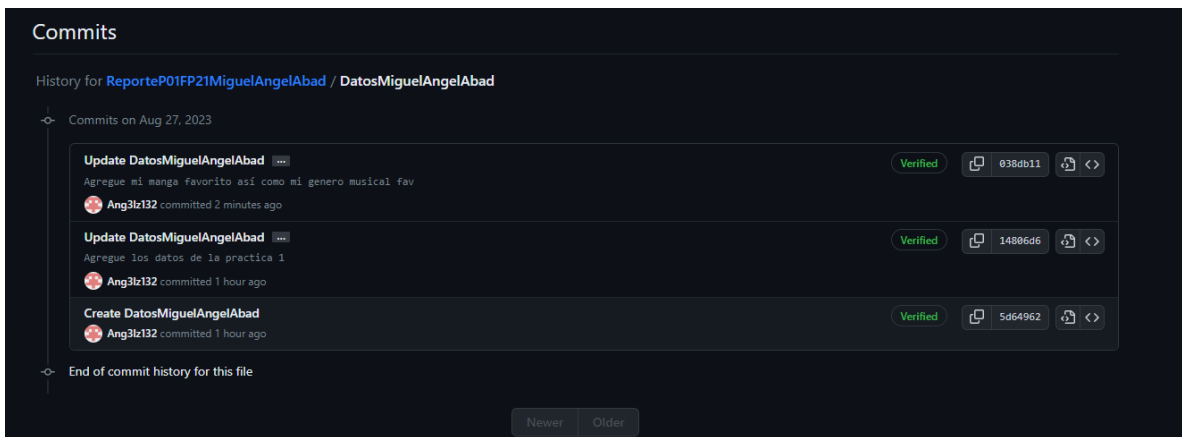 Commits
History for ReporteP01FP21MiguelAngelAbad / DatosMiguelAngelAbad
Commits on Aug 27, 2023
Update DatosMiguelAngelAbad ...
Verified 038db11
Agregue mi manga favorito así como mi genero musical fav
Ang3lz132 committed 2 minutes ago
Update DatosMiguelAngelAbad ...
Verified 14806d6
Agregue los datos de la practica 1
Ang3lz132 committed 1 hour ago
Create DatosMiguelAngelAbad
Verified 5d64962
Ang3lz132 committed 1 hour ago
End of commit history for this file
Newer Older